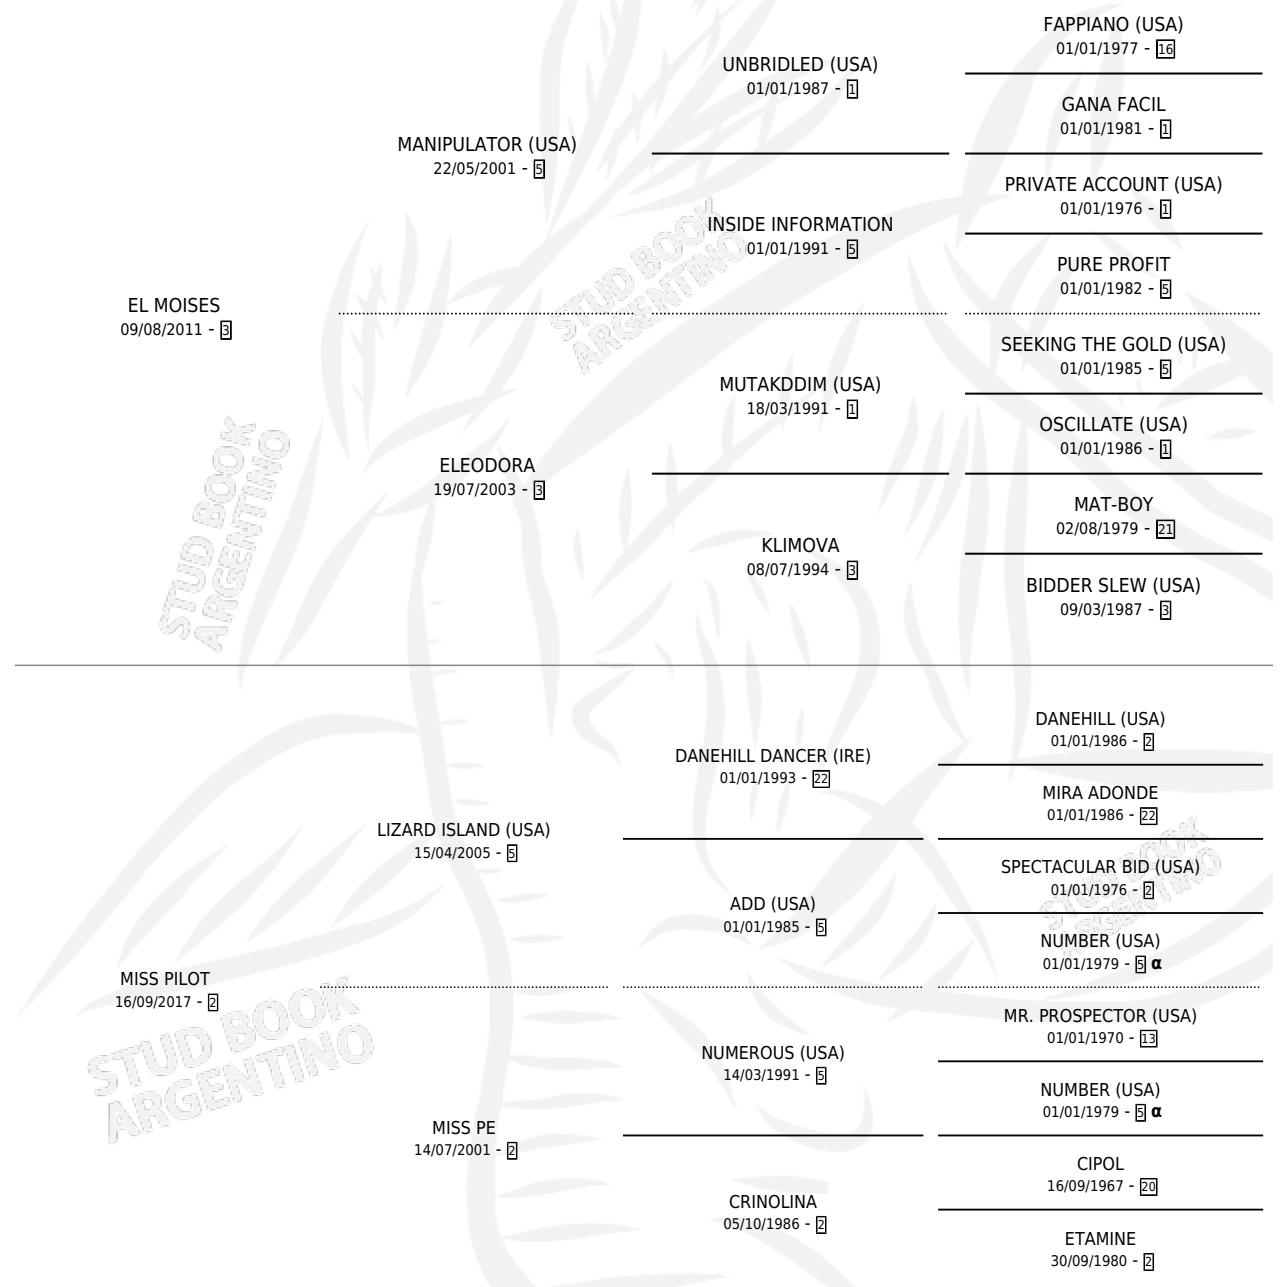 FAPPIANO (USA)
01/01/1977 - 16
UNBRIDLED (USA)
01/01/1987 - 1
GANA FACIL
01/01/1981 - 1
MANIPULATOR (USA)
22/05/2001 - 5
PRIVATE ACCOUNT (USA)
01/01/1976 - 1
INSIDE INFORMATION
01/01/1991 - 5
PURE PROFIT
01/01/1982 - 5
EL MOISES
09/08/2011 - 3
SEEKING THE GOLD (USA)
01/01/1985 - 5
MUTAKDDIM (USA)
18/03/1991 - 1
OSCILLATE (USA)
01/01/1986 - 1
ELEODORA
19/07/2003 - 3
MAT-BOY
02/08/1979 - 21
KLIMOVA
08/07/1994 - 3
BIDDER SLEW (USA)
09/03/1987 - 3
DANEHILL (USA)
01/01/1986 - 2
DANEHILL DANCER (IRE)
01/01/1993 - 22
MIRA ADONDE
01/01/1986 - 22
LIZARD ISLAND (USA)
15/04/2005 - 5
SPECTACULAR BID (USA)
01/01/1976 - 2
ADD (USA)
01/01/1985 - 5
NUMBER (USA)
01/01/1979 - 5 α
MISS PILOT
16/09/2017 - 2
MR. PROSPECTOR (USA)
01/01/1970 - 13
NUMEROUS (USA)
14/03/1991 - 5
NUMBER (USA)
01/01/1979 - 5 α
MISS PE
14/07/2001 - 2
CIPOL
16/09/1967 - 20
CRINOLINA
05/10/1986 - 2
ETAMINE
30/09/1980 - 2
STUD BOOK
ARGENTINO
STUD BOOK
ARGENTINO
STUD BOOK
ARGENTINO
STUD BOOK
ARGENTINO